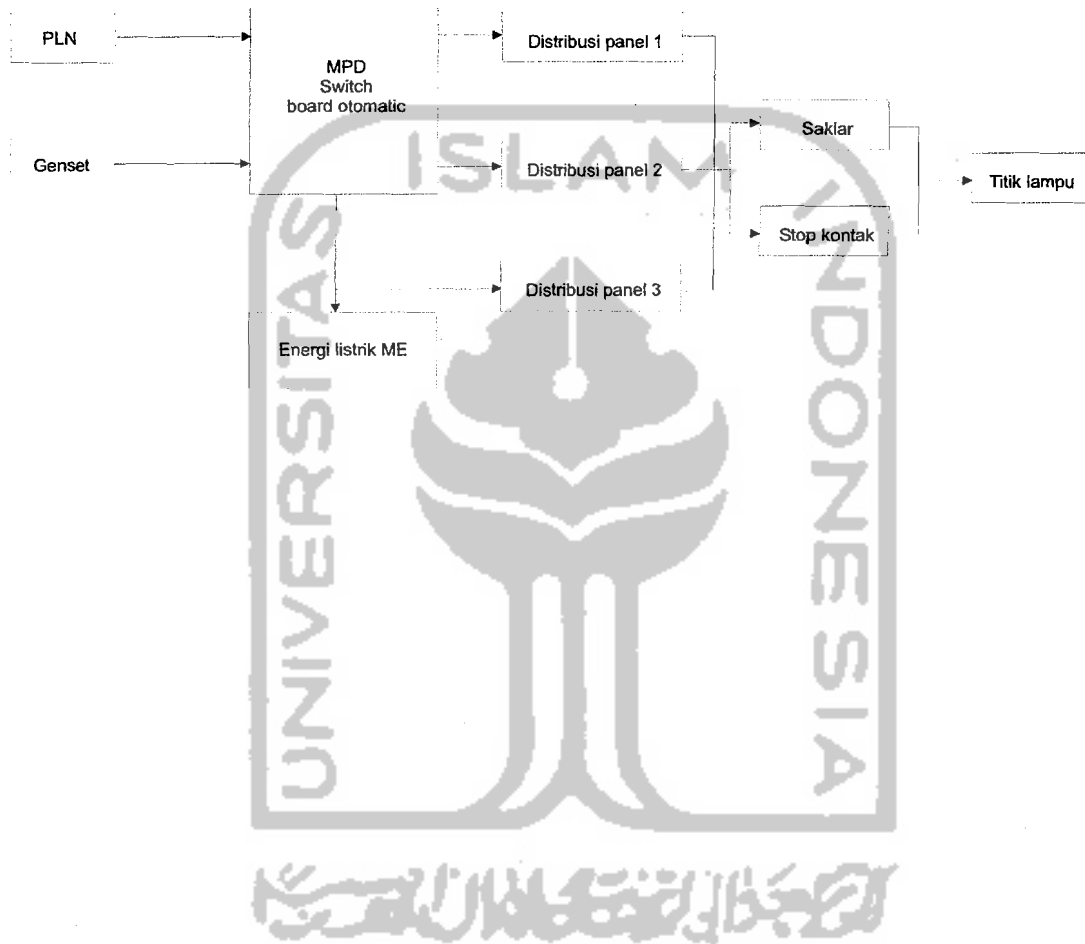 PLN
MPD
Switch
board otomatic
Genset
Distribusi panel 1
Distribusi panel 2
Distribusi panel 3
Energi listrik ME
Saklar
Stop kontak
Titik lampu
UNIVERSITAS
ISLAM
INDONESIA